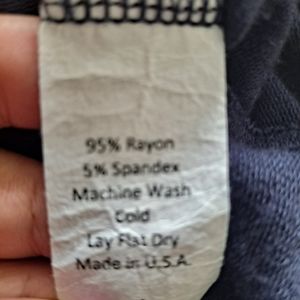 95% Rayon
5% Spandex
Machine Wash
Cold
Lay Flat Dry
Made in U.S.A.